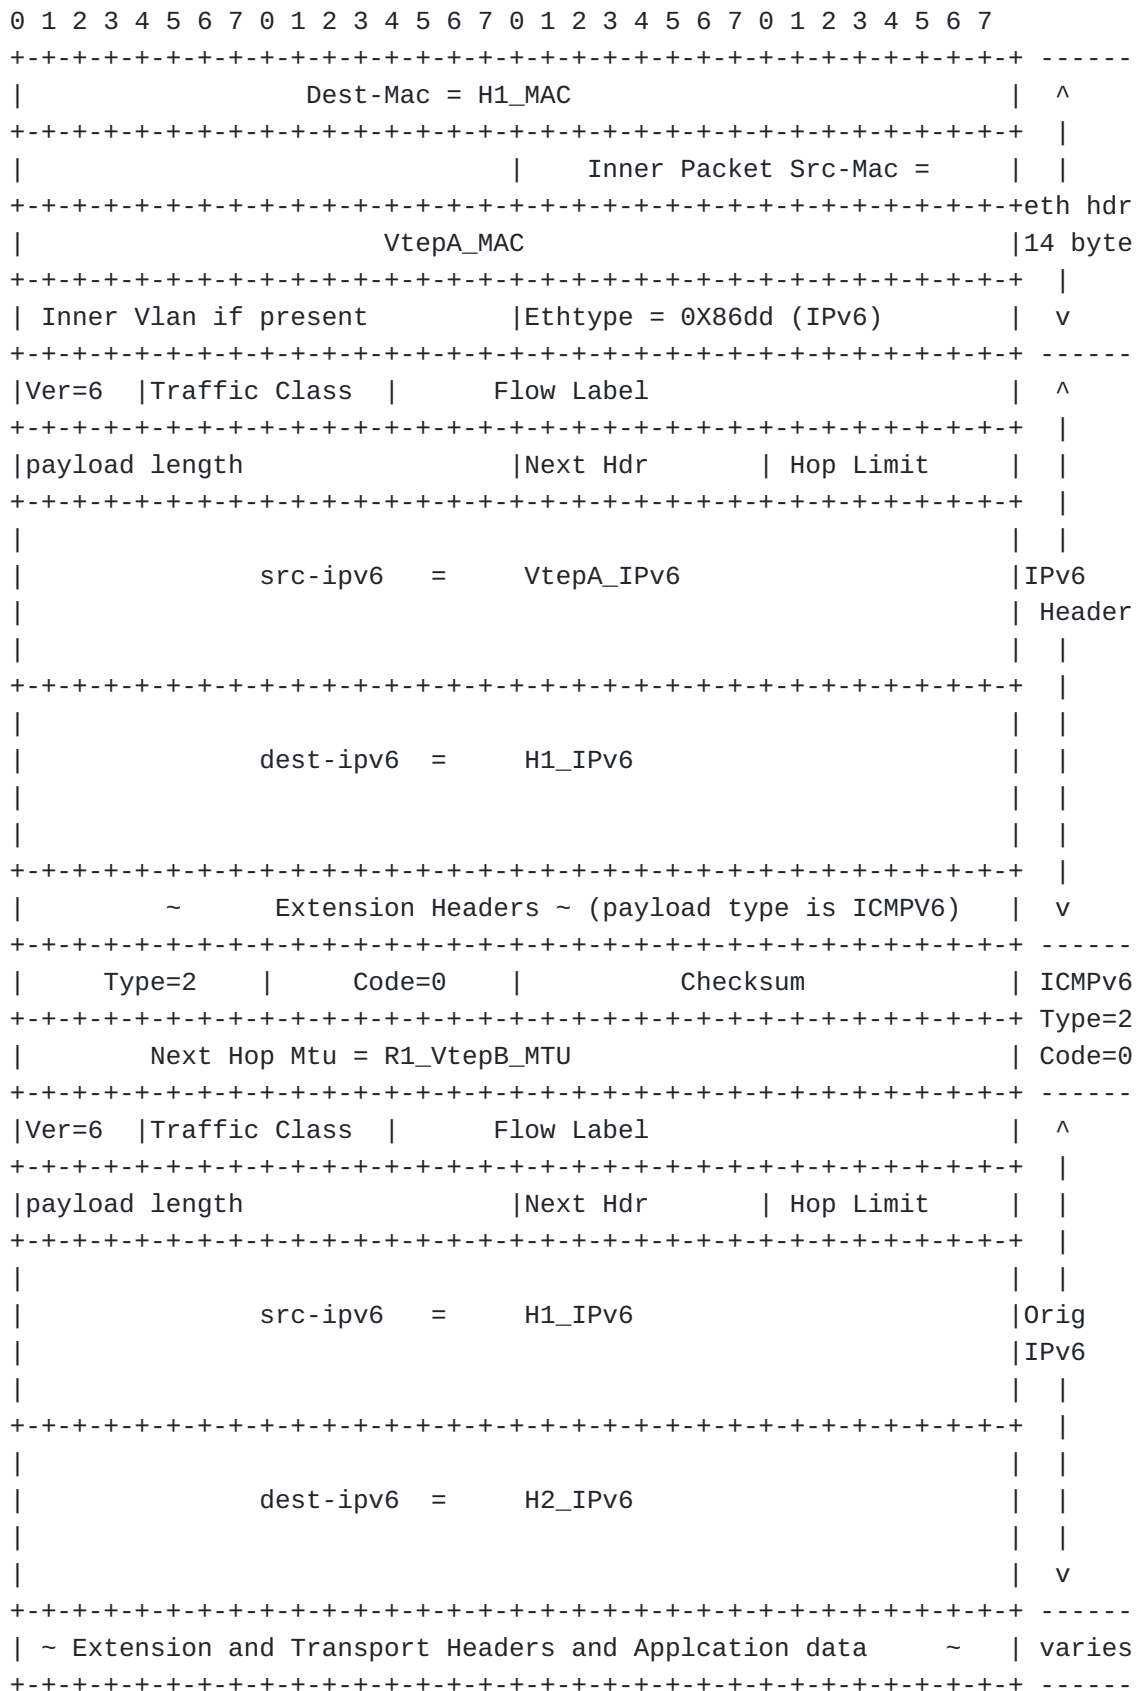 0 1 2 3 4 5 6 7 0 1 2 3 4 5 6 7 0 1 2 3 4 5 6 7 0 1 2 3 4 5 6 7
+-+-+-+-+-+-+-+-+-+-+-+-+-+-+-+-+-+-+-+-+-+-+-+-+-+-+-+-+-+-+-+-+ ------
|                  Dest-Mac = H1_MAC                            |  ^
+-+-+-+-+-+-+-+-+-+-+-+-+-+-+-+-+-+-+-+-+-+-+-+-+-+-+-+-+-+-+-+-+  |
|                               |    Inner Packet Src-Mac =     |  |
+-+-+-+-+-+-+-+-+-+-+-+-+-+-+-+-+-+-+-+-+-+-+-+-+-+-+-+-+-+-+-+-+eth hdr
|                       VtepA_MAC                               |14 byte
+-+-+-+-+-+-+-+-+-+-+-+-+-+-+-+-+-+-+-+-+-+-+-+-+-+-+-+-+-+-+-+-+  |
| Inner Vlan if present         |Ethtype = 0X86dd (IPv6)        |  v
+-+-+-+-+-+-+-+-+-+-+-+-+-+-+-+-+-+-+-+-+-+-+-+-+-+-+-+-+-+-+-+-+ ------
|Ver=6  |Traffic Class  |      Flow Label                       |  ^
+-+-+-+-+-+-+-+-+-+-+-+-+-+-+-+-+-+-+-+-+-+-+-+-+-+-+-+-+-+-+-+-+  |
|payload length                 |Next Hdr       | Hop Limit     |  |
+-+-+-+-+-+-+-+-+-+-+-+-+-+-+-+-+-+-+-+-+-+-+-+-+-+-+-+-+-+-+-+-+  |
|                                                               |  |
|               src-ipv6   =     VtepA_IPv6                     |IPv6
|                                                               | Header
|                                                               |  |
+-+-+-+-+-+-+-+-+-+-+-+-+-+-+-+-+-+-+-+-+-+-+-+-+-+-+-+-+-+-+-+-+  |
|                                                               |  |
|               dest-ipv6  =     H1_IPv6                        |  |
|                                                               |  |
|                                                               |  |
+-+-+-+-+-+-+-+-+-+-+-+-+-+-+-+-+-+-+-+-+-+-+-+-+-+-+-+-+-+-+-+-+  |
|         ~      Extension Headers ~ (payload type is ICMPV6)   |  v
+-+-+-+-+-+-+-+-+-+-+-+-+-+-+-+-+-+-+-+-+-+-+-+-+-+-+-+-+-+-+-+-+ ------
|     Type=2    |     Code=0    |          Checksum             | ICMPv6
+-+-+-+-+-+-+-+-+-+-+-+-+-+-+-+-+-+-+-+-+-+-+-+-+-+-+-+-+-+-+-+-+ Type=2
|        Next Hop Mtu = R1_VtepB_MTU                            | Code=0
+-+-+-+-+-+-+-+-+-+-+-+-+-+-+-+-+-+-+-+-+-+-+-+-+-+-+-+-+-+-+-+-+ ------
|Ver=6  |Traffic Class  |      Flow Label                       |  ^
+-+-+-+-+-+-+-+-+-+-+-+-+-+-+-+-+-+-+-+-+-+-+-+-+-+-+-+-+-+-+-+-+  |
|payload length                 |Next Hdr       | Hop Limit     |  |
+-+-+-+-+-+-+-+-+-+-+-+-+-+-+-+-+-+-+-+-+-+-+-+-+-+-+-+-+-+-+-+-+  |
|                                                               |  |
|               src-ipv6   =     H1_IPv6                        |Orig
|                                                               |IPv6
|                                                               |  |
+-+-+-+-+-+-+-+-+-+-+-+-+-+-+-+-+-+-+-+-+-+-+-+-+-+-+-+-+-+-+-+-+  |
|                                                               |  |
|               dest-ipv6  =     H2_IPv6                        |  |
|                                                               |  |
|                                                               |  v
+-+-+-+-+-+-+-+-+-+-+-+-+-+-+-+-+-+-+-+-+-+-+-+-+-+-+-+-+-+-+-+-+ ------
| ~ Extension and Transport Headers and Applcation data     ~   | varies
+-+-+-+-+-+-+-+-+-+-+-+-+-+-+-+-+-+-+-+-+-+-+-+-+-+-+-+-+-+-+-+-+ ------